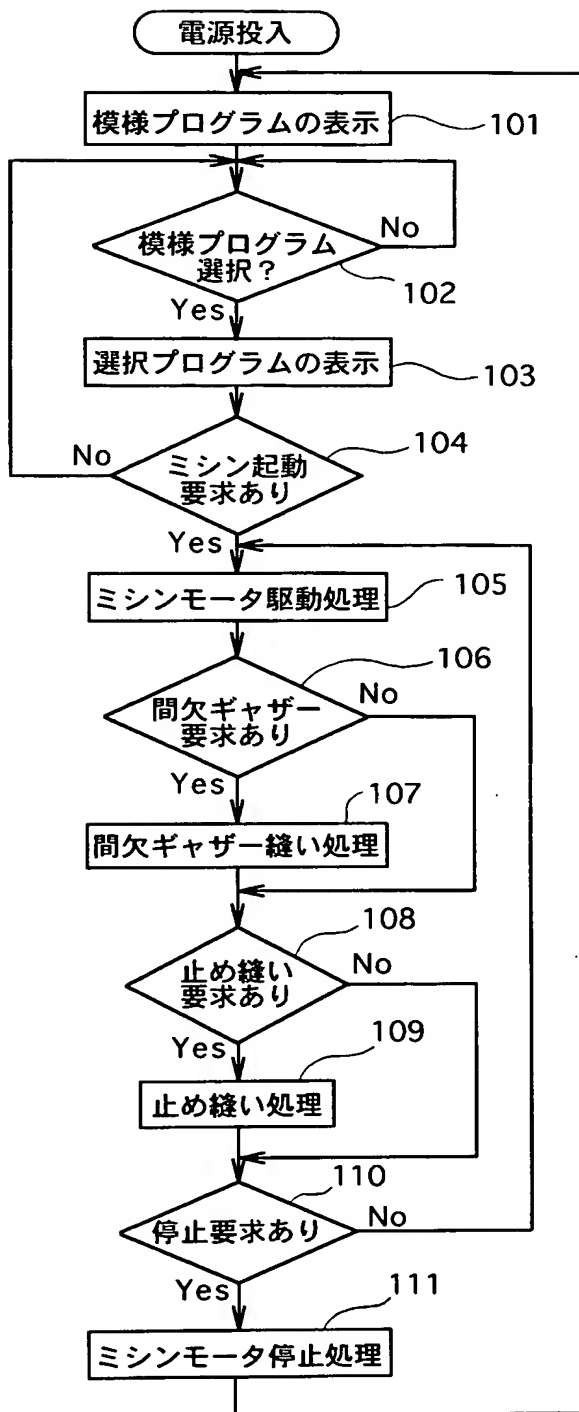 電源投入
模様プログラムの表示
101
模様プログラム
選択?
No
102
Yes
選択プログラムの表示
103
104
No
ミシン起動
要求あり
Yes
ミシンモータ駆動処理
105
106
間欠ギャザー
要求あり
No
Yes
107
間欠ギャザー縫い処理
108
止め縫い
要求あり
No
Yes
109
止め縫い処理
110
停止要求あり
No
Yes
111
ミシンモータ停止処理